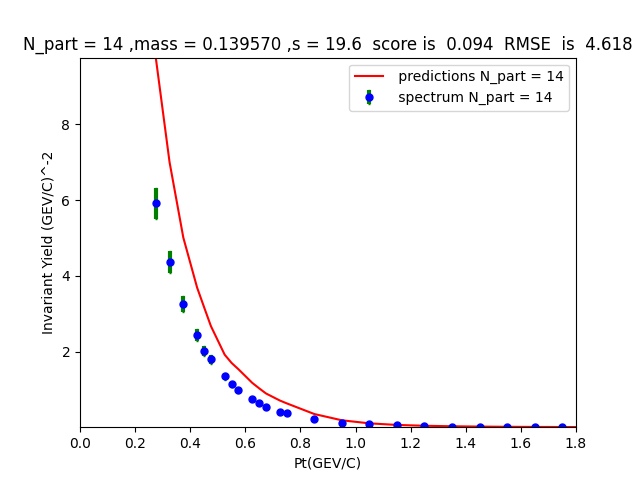 N_part = 14 ,mass = 0.139570 ,s = 19.6  score is  0.094  RMSE  is  4.618
predictions N_part = 14
spectrum N_part = 14
Invariant Yield (GEV/C)^-2
8
6
4
2
0.0 0.2 0.4 0.6 0.8 1.0 1.2 1.4 1.6 1.8
Pt(GEV/C)